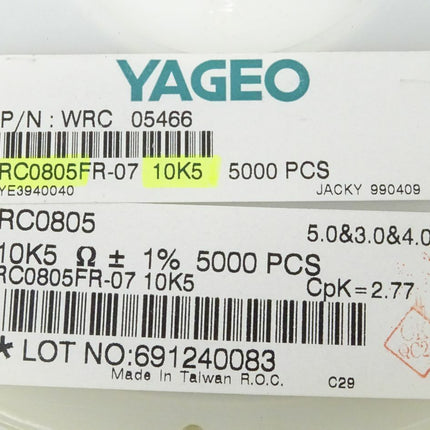 YAGEO
P/N : WRC 05466
RC0805FR-07 10K5 5000 PCS
YE3940040 JACKY 990409
RC0805 5.0&3.0&4.0
10K5 Ω ± 1% 5000 PCS
RC0805FR-07 10K5 CpK=2.77
* LOT NO:691240083
Made In Taiwan R.O.C. C29
QC2